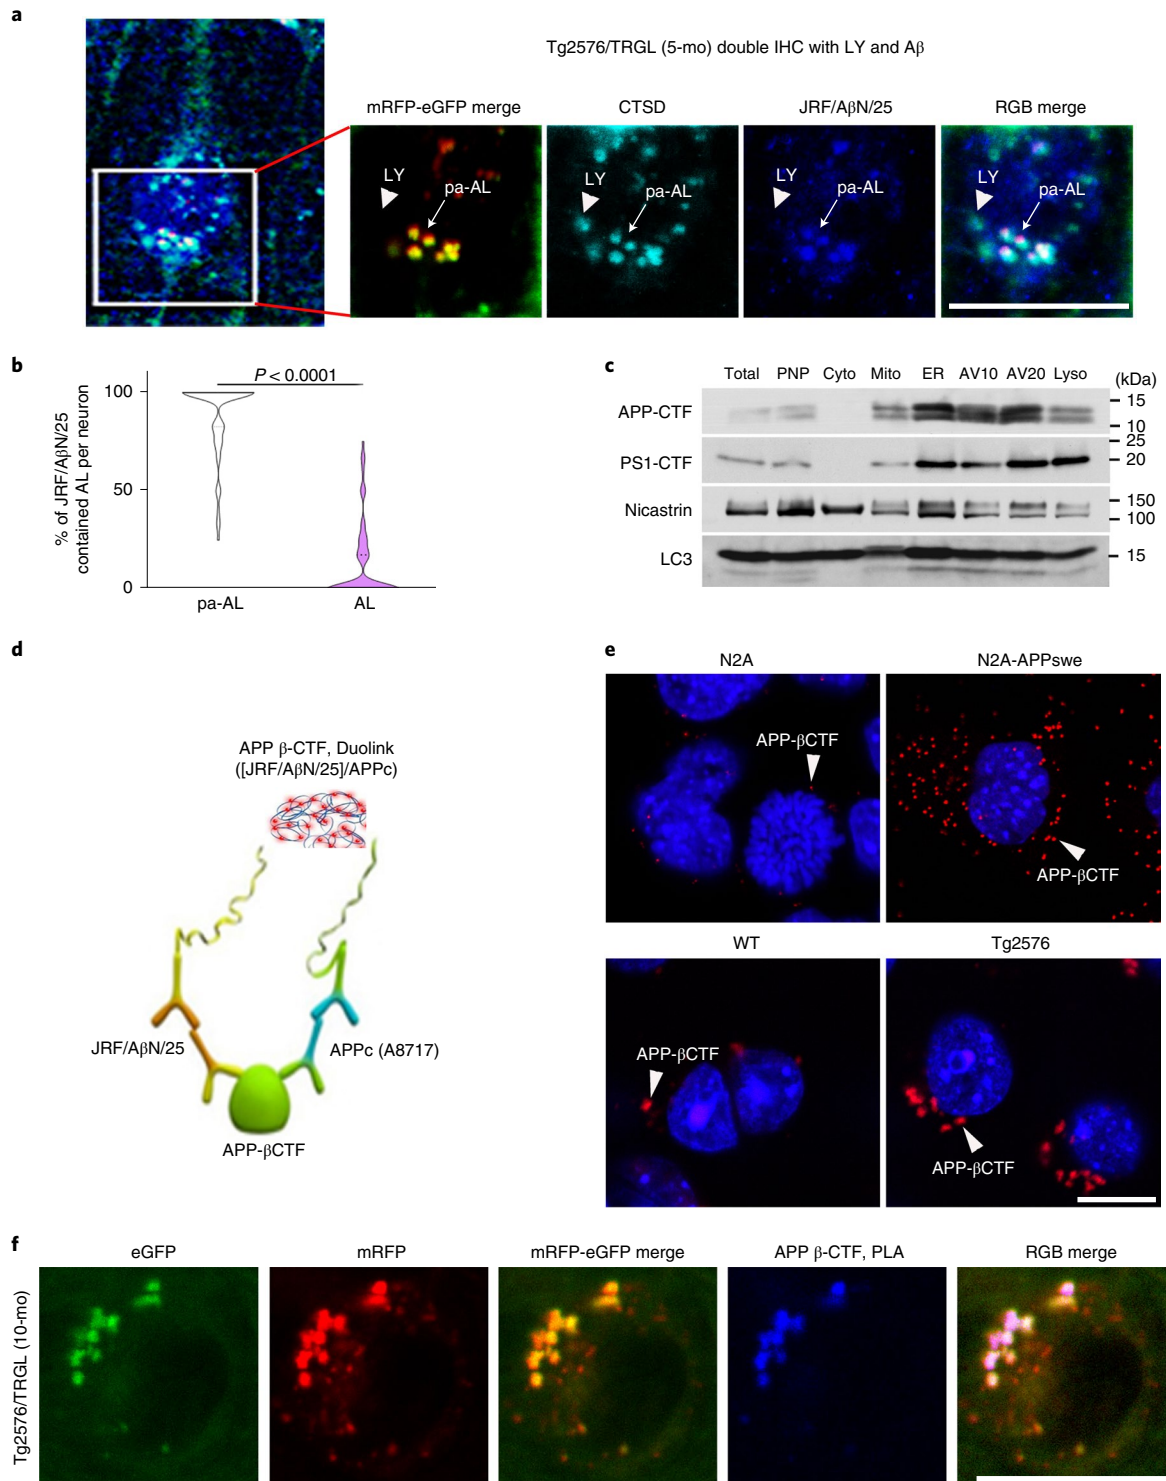 a
Tg2576/TRGL (5-mo) double IHC with LY and Aβ
mRFP-eGFP merge
CTSD
JRF/AβN/25
RGB merge
LY
pa-AL
LY
pa-AL
LY
pa-AL
LY
pa-AL
b
P < 0.0001
% of JRF/AβN/25
contained AL per neuron
100
50
0
pa-AL
AL
c
Total PNP Cyto Mito ER AV10 AV20 Lyso
(kDa)
APP-CTF
15
10
PS1-CTF
25
20
Nicastrin
150
100
LC3
15
d
APP β-CTF, Duolink
([JRF/AβN/25]/APPc)
JRF/AβN/25
APPc (A8717)
APP-βCTF
e
N2A
N2A-APPswe
APP-βCTF
APP-βCTF
WT
Tg2576
APP-βCTF
APP-βCTF
f
eGFP
mRFP
mRFP-eGFP merge
APP β-CTF, PLA
RGB merge
Tg2576/TRGL (10-mo)